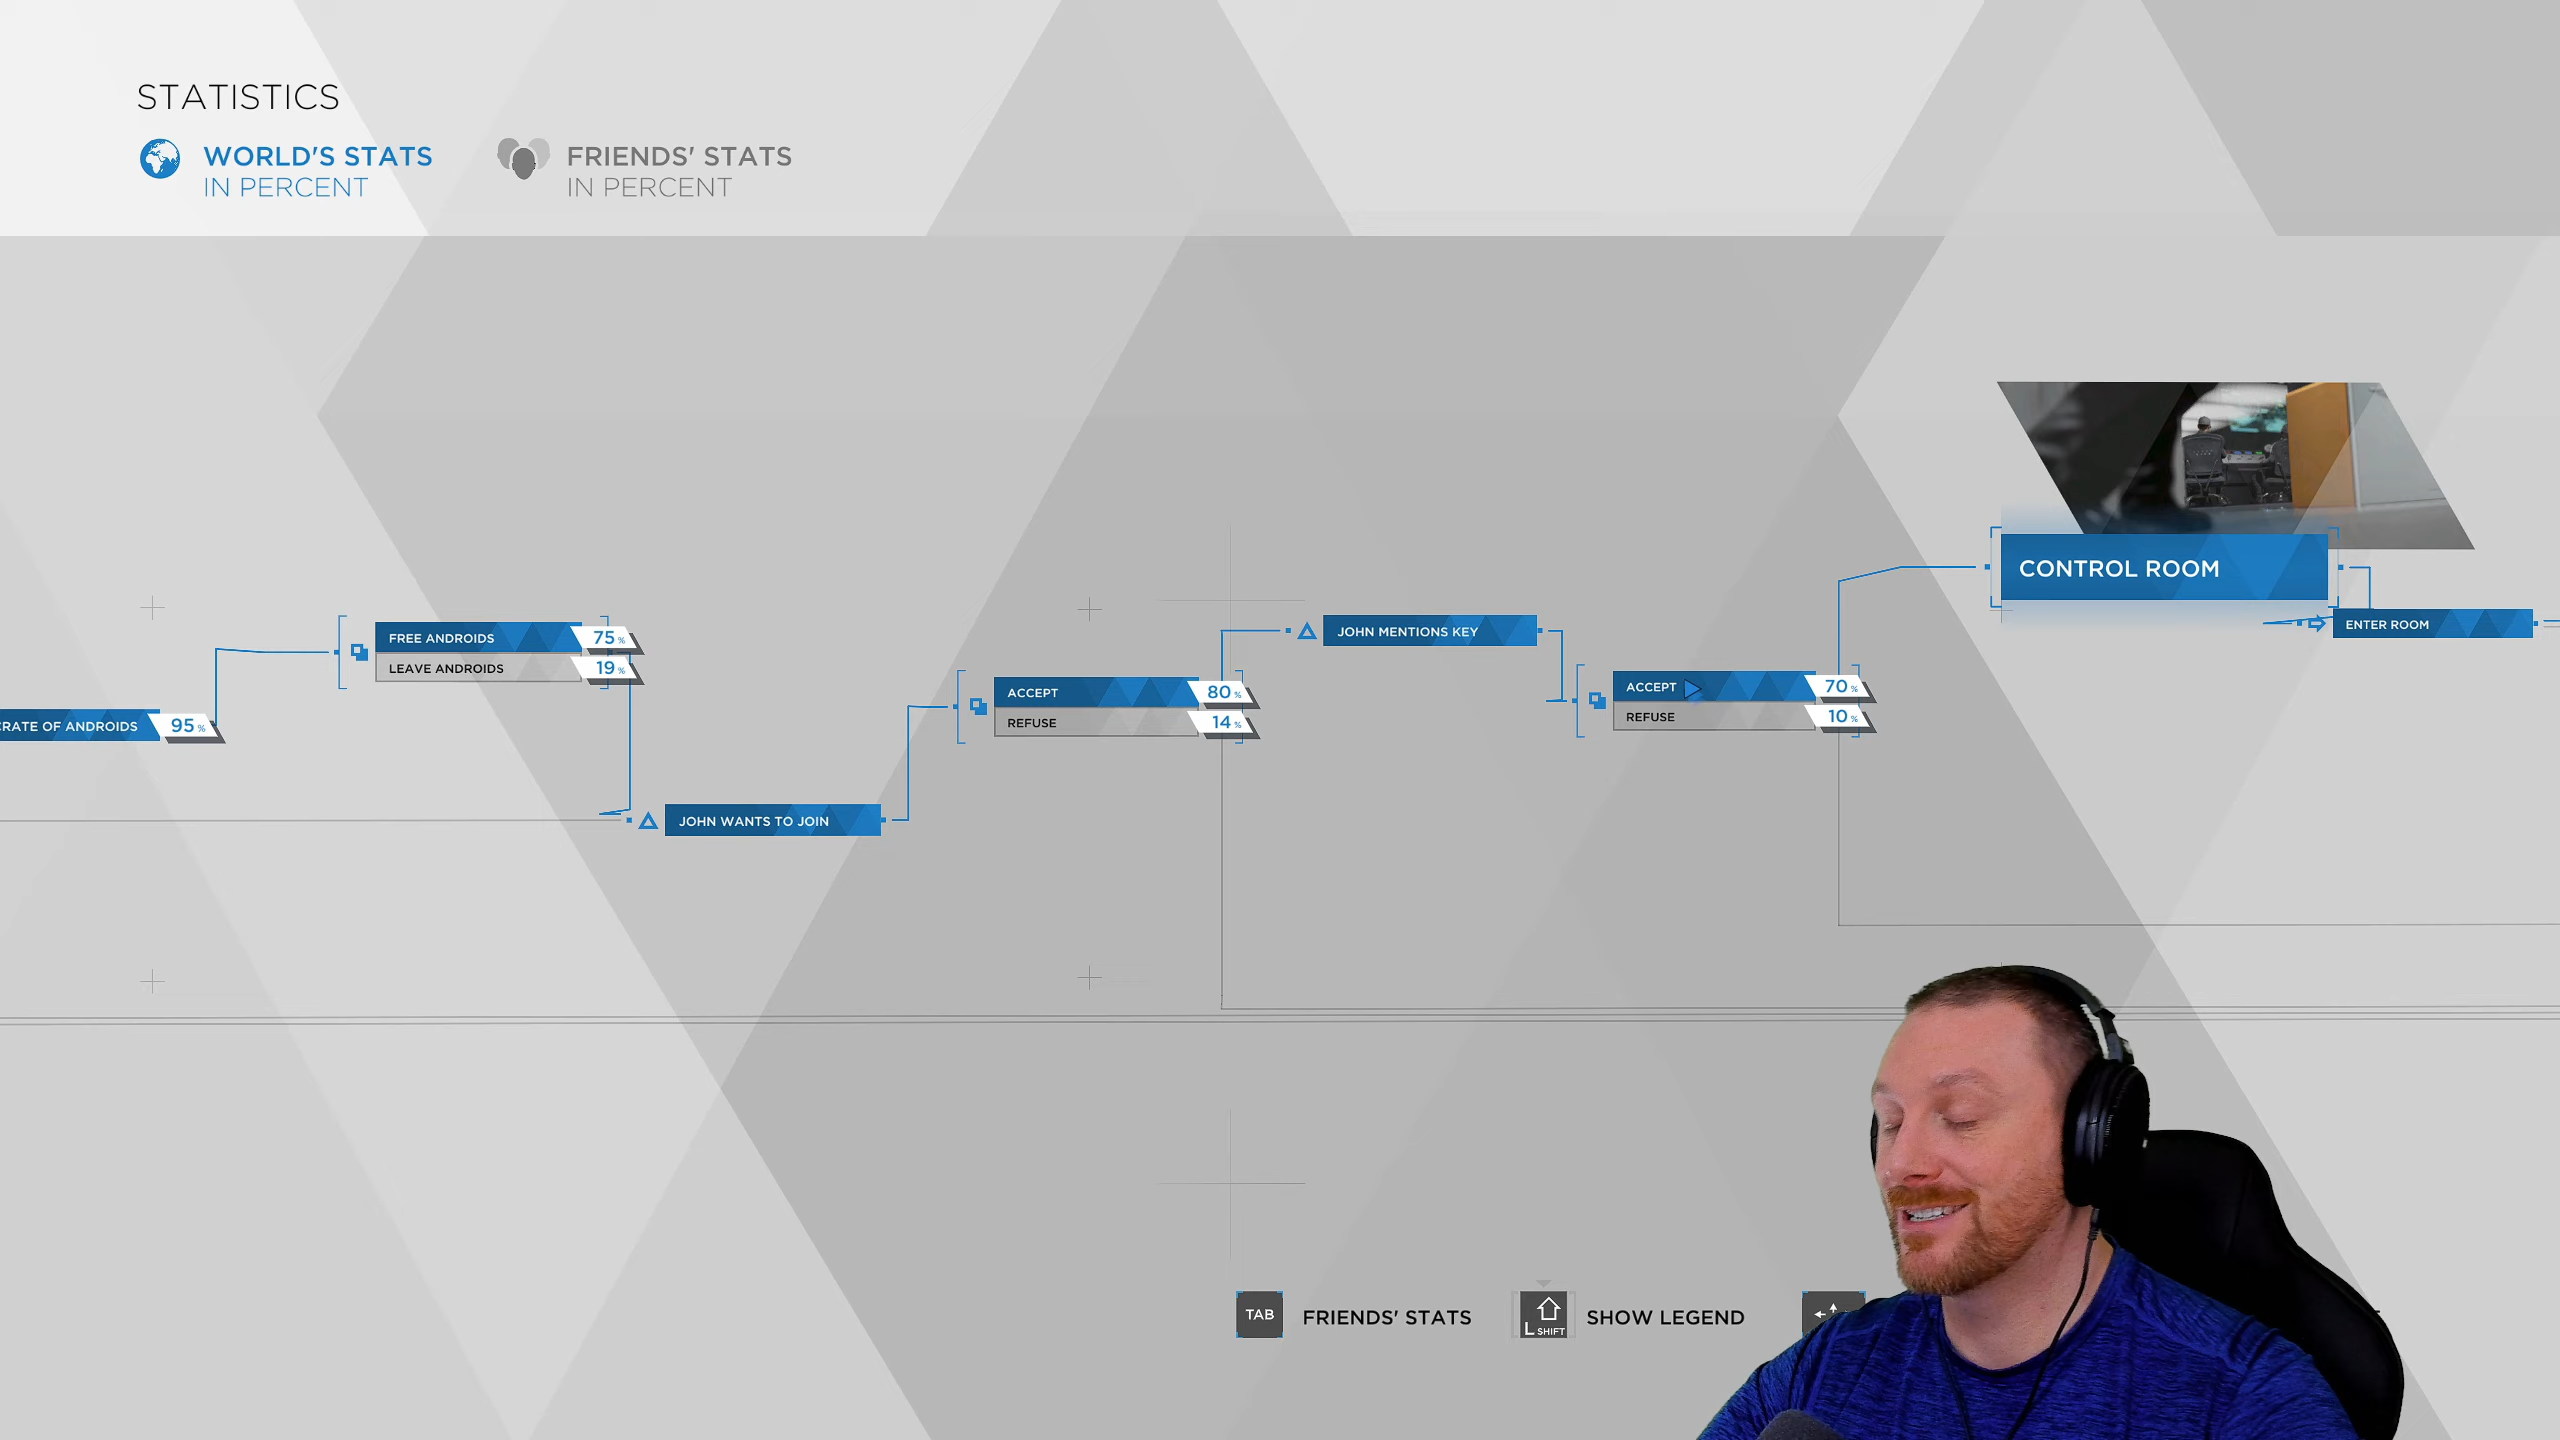 STATISTICS
WORLD'S STATS
IN PERCENT
FRIENDS' STATS
IN PERCENT
CONTROL ROOM
ENTER ROOM
JOHN MENTIONS KEY
FREE ANDROIDS 75 %
LEAVE ANDROIDS 19 %
ACCEPT 80 %
REFUSE 14 %
ACCEPT 70 %
REFUSE 10 %
CRATE OF ANDROIDS 95 %
JOHN WANTS TO JOIN
TAB FRIENDS' STATS
L SHIFT SHOW LEGEND